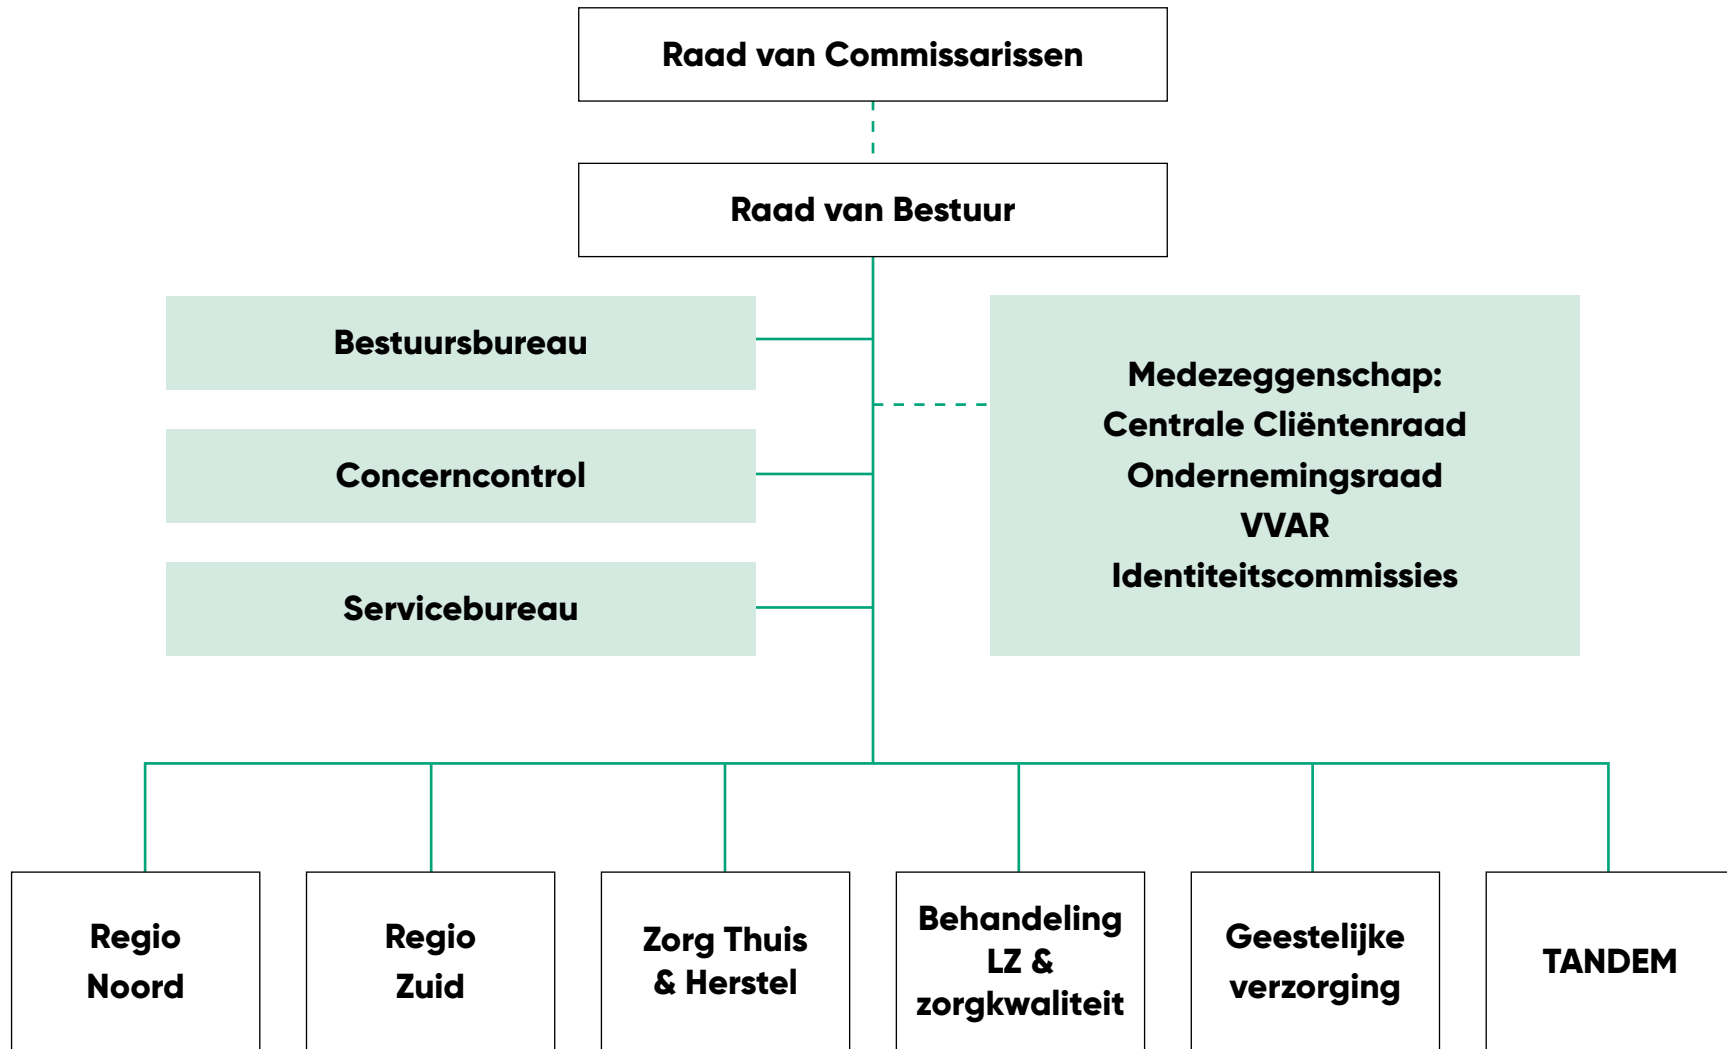 Raad van Commissarissen
Raad van Bestuur
Bestuursbureau
Concerncontrol
Servicebureau
Medezeggenschap:
Centrale Cliëntenraad
Ondernemingsraad
VVAR
Identiteitscommissies
Regio
Noord
Regio
Zuid
Zorg Thuis
& Herstel
Behandeling
LZ &
zorgkwaliteit
Geestelijke
verzorging
TANDEM